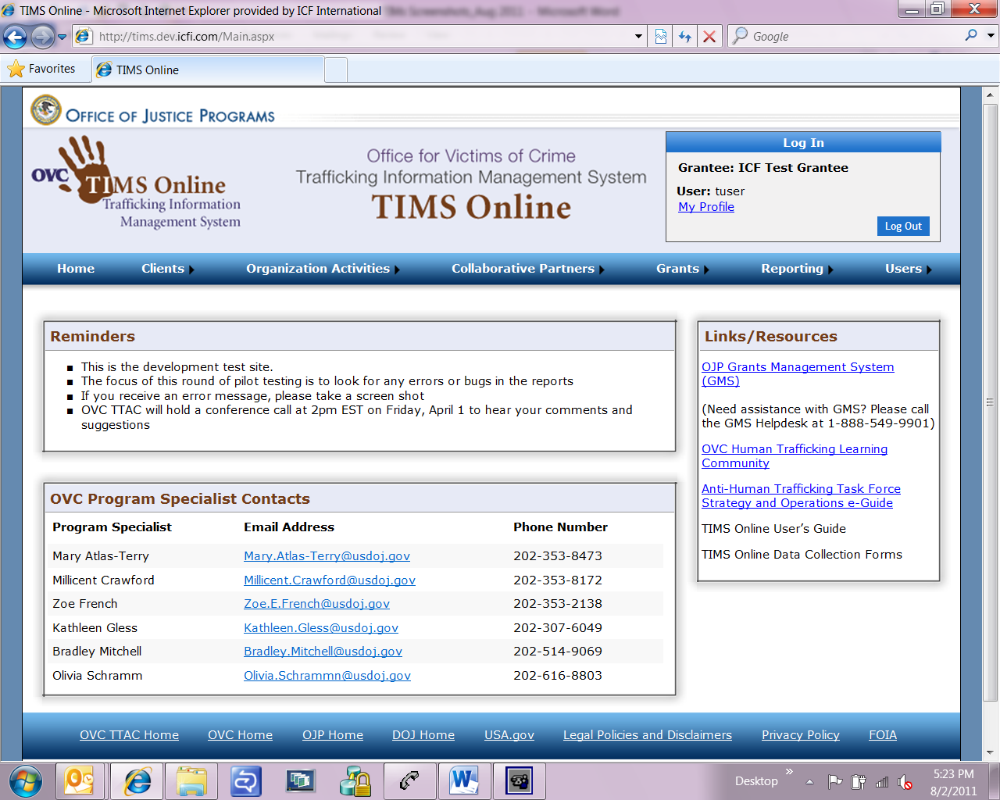 TIMS Online - Microsoft Internet Explorer provided by ICF International
TIMs Screenshots_Aug 2011 - Microsoft Word
http://tims.dev.icfi.com/Main.aspx
Google
Favorites
TIMS Online
OFFICE OF JUSTICE PROGRAMS
OVC
TIMS Online
Trafficking Information
Management System
Office for Victims of Crime
Trafficking Information Management System
TIMS Online
Log In
Grantee: ICF Test Grantee
User: tuser
My Profile
Log Out
Home Clients Organization Activities Collaborative Partners Grants Reporting Users
Reminders
This is the development test site.
The focus of this round of pilot testing is to look for any errors or bugs in the reports
If you receive an error message, please take a screen shot
OVC TTAC will hold a conference call at 2pm EST on Friday, April 1 to hear your comments and
suggestions
Links/Resources
OJP Grants Management System
(GMS)
(Need assistance with GMS? Please call
the GMS Helpdesk at 1-888-549-9901)
OVC Human Trafficking Learning
Community
Anti-Human Trafficking Task Force
Strategy and Operations e-Guide
TIMS Online User's Guide
TIMS Online Data Collection Forms
OVC Program Specialist Contacts
Program Specialist Email Address Phone Number
Mary Atlas-Terry Mary.Atlas-Terry@usdoj.gov 202-353-8473
Millicent Crawford Millicent.Crawford@usdoj.gov 202-353-8172
Zoe French Zoe.E.French@usdoj.gov 202-353-2138
Kathleen Gless Kathleen.Gless@usdoj.gov 202-307-6049
Bradley Mitchell Bradley.Mitchell@usdoj.gov 202-514-9069
Olivia Schramm Olivia.Schrammn@usdoj.gov 202-616-8803
OVC TTAC Home OVC Home OJP Home DOJ Home USA.gov Legal Policies and Disclaimers Privacy Policy FOIA
Desktop
5:23 PM
8/2/2011